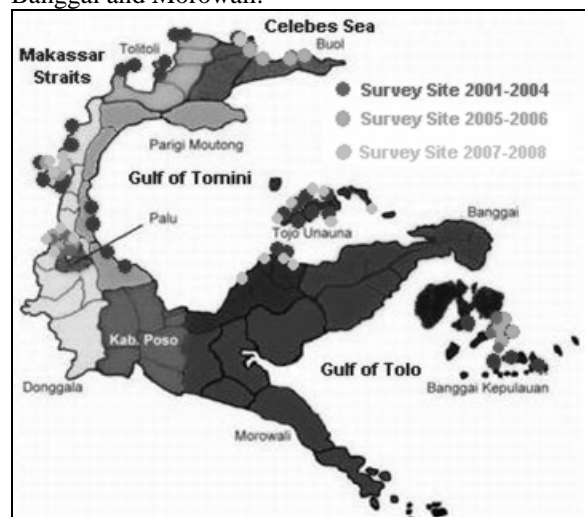 Banggai and Morowali.
Celebes Sea
Makassar
Straits
Tolitoli
Buol
Survey Site 2001-2004
Survey Site 2005-2006
Survey Site 2007-2008
Parigi Moutong
Gulf of Tomini
Palu
Tojo Unauna
Banggai
Kab. Poso
Gulf of Tolo
Donggala
Banggai Kepulauan
Morowali